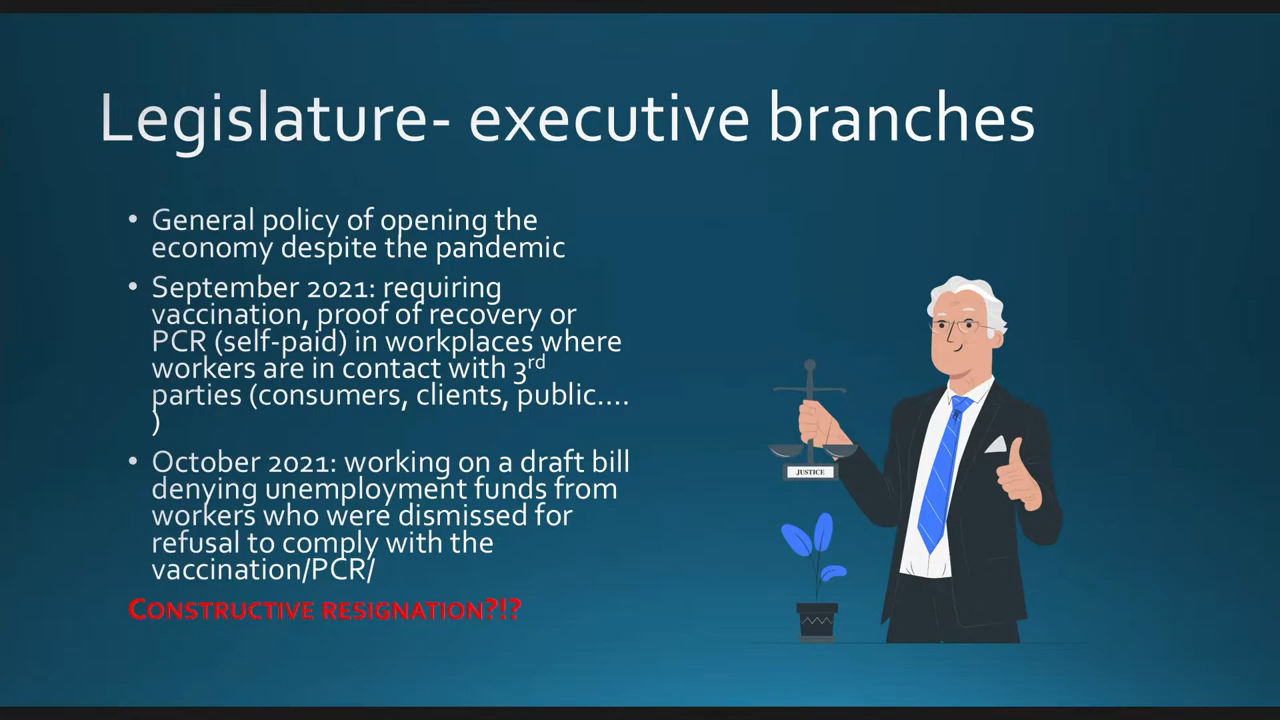 Legislature- executive branches
• General policy of opening the
economy despite the pandemic
• September 2021: requiring
vaccination, proof of recovery or
PCR (self-paid) in workplaces where
workers are in contact with 3rd
parties (consumers, clients, public….
)
• October 2021: working on a draft bill
denying unemployment funds from
workers who were dismissed for
refusal to comply with the
vaccination/PCR/
CONSTRUCTIVE RESIGNATION?!?
JUSTICE